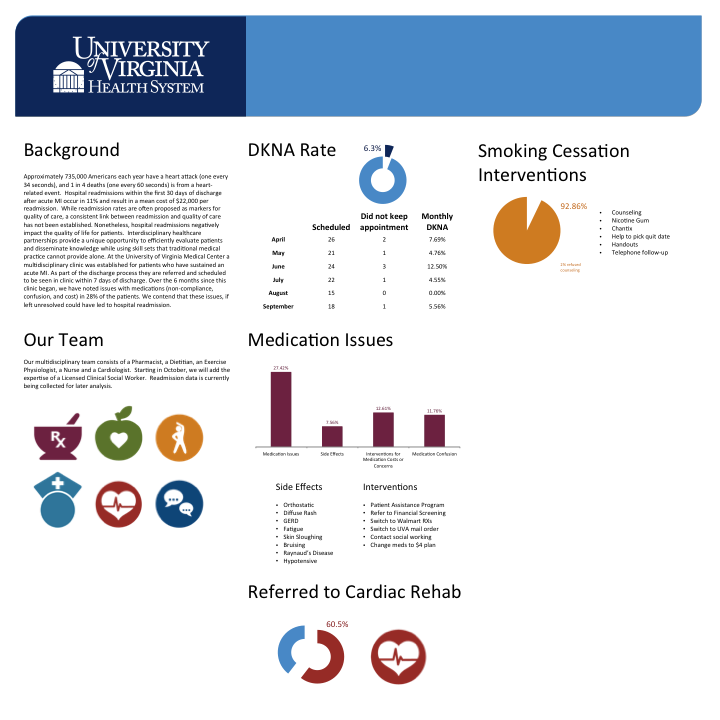 UNIVERSITY
of VIRGINIA
HEALTH SYSTEM
Background
Approximately 735,000 Americans each year have a heart attack (one every
34 seconds), and 1 in 4 deaths (one every 60 seconds) is from a heart-
related event. Hospital readmissions within the first 30 days of discharge
after acute MI occur in 11% and result in a mean cost of $22,000 per
readmission. While readmission rates are often proposed as markers for
quality of care, a consistent link between readmission and quality of care
has not been established. Nonetheless, hospital readmissions negatively
impact the quality of life for patients. Interdisciplinary healthcare
partnerships provide a unique opportunity to efficiently evaluate patients
and disseminate knowledge while using skill sets that traditional medical
practice cannot provide alone. At the University of Virginia Medical Center a
multidisciplinary clinic was established for patients who have sustained an
acute MI. As part of the discharge process they are referred and scheduled
to be seen in clinic within 7 days of discharge. Over the 6 months since this
clinic began, we have noted issues with medications (non-compliance,
confusion, and cost) in 28% of the patients. We contend that these issues, if
left unresolved could have led to hospital readmission.
Our Team
Our multidisciplinary team consists of a Pharmacist, a Dietitian, an Exercise
Physiologist, a Nurse and a Cardiologist. Starting in October, we will add the
expertise of a Licensed Clinical Social Worker. Readmission data is currently
being collected for later analysis.
Rx
DKNA Rate
6.3%
Scheduled Did not keep appointment Monthly DKNA
April 26 2 7.69%
May 21 1 4.76%
June 24 3 12.50%
July 22 1 4.55%
August 15 0 0.00%
September 18 1 5.56%
Medication Issues
27.42%
7.56%
12.61%
11.76%
Medication Issues
Side Effects
Interventions for
Medication Costs or
Concerns
Medication Confusion
Side Effects
• Orthostatic
• Diffuse Rash
• GERD
• Fatigue
• Skin Sloughing
• Bruising
• Raynaud's Disease
• Hypotensive
Interventions
• Patient Assistance Program
• Refer to Financial Screening
• Switch to Walmart RXs
• Switch to UVA mail order
• Contact social working
• Change meds to $4 plan
Referred to Cardiac Rehab
60.5%
Smoking Cessation
Interventions
92.86%
refused
counseling
• Counseling
• Nicotine Gum
• Chantix
• Help to pick quit date
• Handouts
• Telephone follow-up